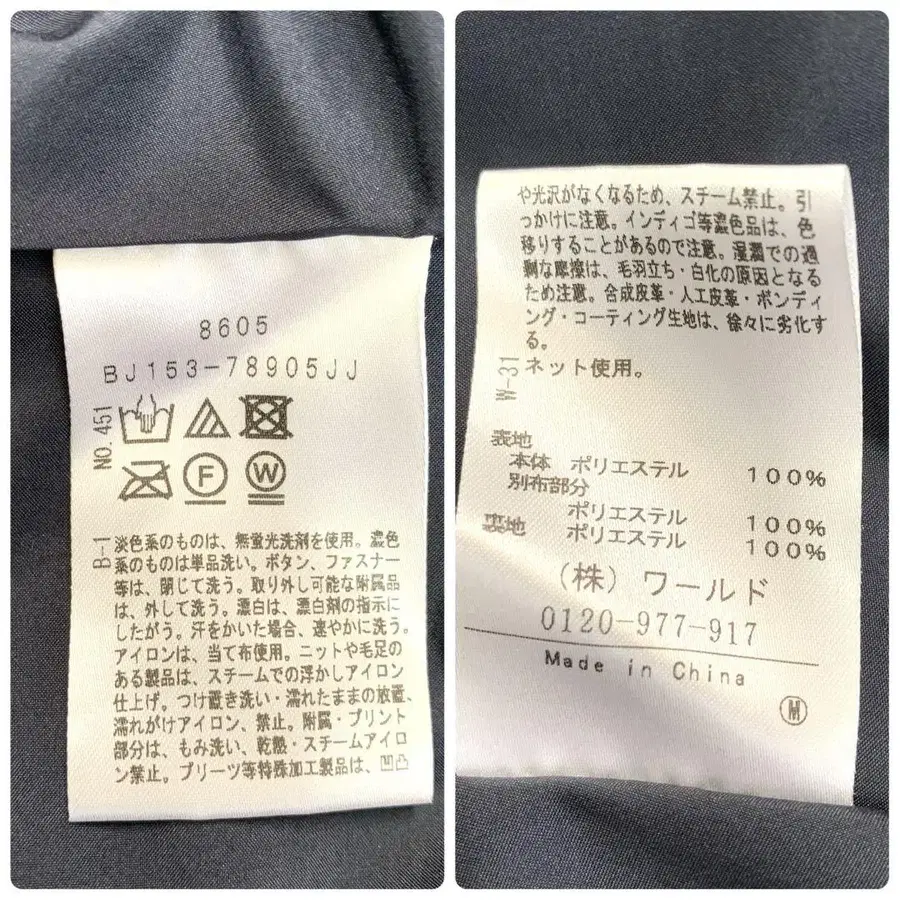 8605
BJ153-78905JJ
NO.451
F
W
B-1
淡色系のものは、無蛍光洗剤を使用。濃色
系のものは単品洗い。ボタン、ファスナー
等は、閉じて洗う。取り外し可能な附属品
は、外して洗う。漂白は、漂白剤の指示に
したがう。汗をかいた場合、速やかに洗う。
アイロンは、当て布使用。ニットや毛足の
ある製品は、スチームでの浮かしアイロン
仕上げ。つけ置き洗い・濡れたままの放置、
濡れがけアイロン、禁止。附属・プリント
部分は、もみ洗い、乾熱・スチームアイロ
ン禁止。プリーツ等特殊加工製品は、凹凸
や光沢がなくなるため、スチーム禁止。引
っかけに注意。インディゴ等濃色品は、色
移りすることがあるので注意。湿潤での過
剰な摩擦は、毛羽立ち・白化の原因となる
ため注意。合成皮革・人工皮革・ボンディ
ング・コーティング生地は、徐々に劣化す
る。
W-31
ネット使用。
表地
本体 ポリエステル 100%
別布部分
ポリエステル 100%
裏地 ポリエステル 100%
(株)ワールド
0120-977-917
Made in China
M